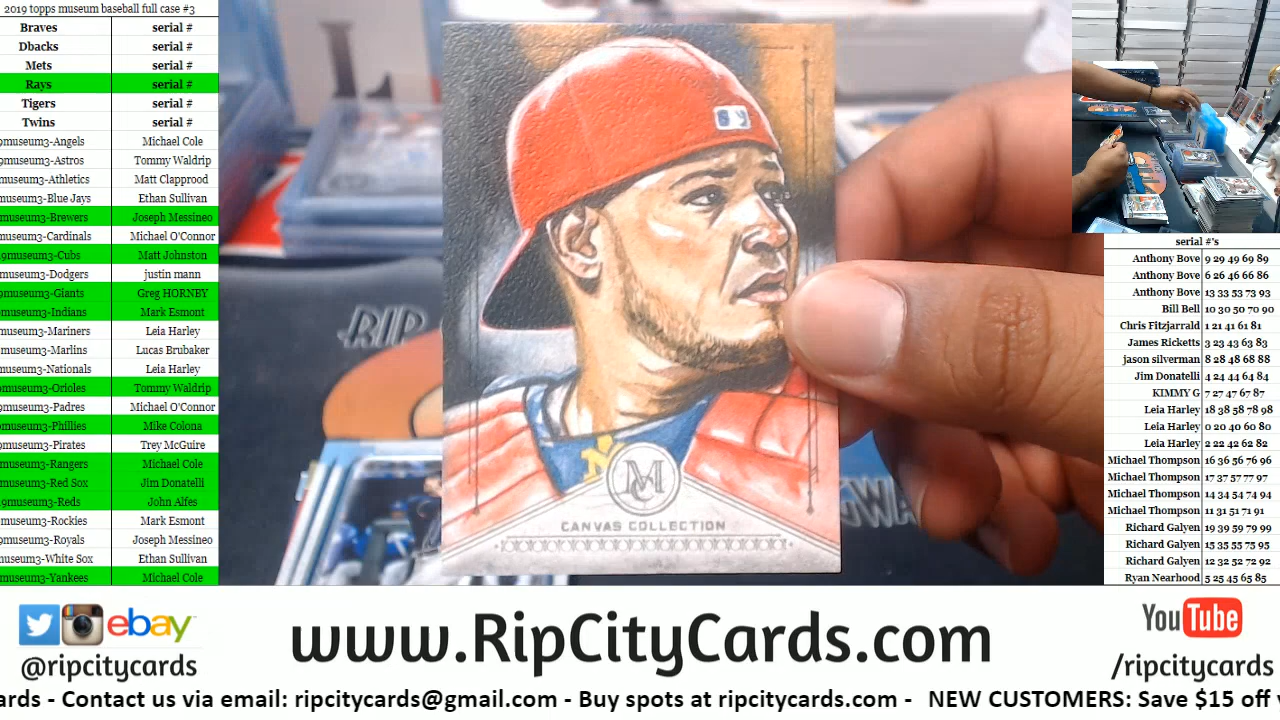 2019 topps museum baseball full case #3
Braves serial #
Dbacks serial #
Mets serial #
Rays serial #
Tigers serial #
Twins serial #
9museum3-Angels Michael Cole
9museum3-Astros Tommy Waldrip
museum3-Athletics Matt Clapprood
museum3-Blue Jays Ethan Sullivan
museum3-Brewers Joseph Messineo
museum3-Cardinals Michael O'Connor
9museum3-Cubs Matt Johnston
museum3-Dodgers justin mann
museum3-Giants Greg HORNBY
museum3-Indians Mark Esmont
museum3-Mariners Leia Harley
museum3-Marlins Lucas Brubaker
museum3-Nationals Leia Harley
museum3-Orioles Tommy Waldrip
museum3-Padres Michael O'Connor
museum3-Phillies Mike Colona
museum3-Pirates Trey McGuire
museum3-Rangers Michael Cole
museum3-Red Sox Jim Donatelli
9museum3-Reds John Alfes
museum3-Rockies Mark Esmont
museum3-Royals Joseph Messineo
museum3-White Sox Ethan Sullivan
museum3-Yankees Michael Cole
RIP
MC
CANVAS COLLECTION
serial #'s
Anthony Bove 9 29 49 69 89
Anthony Bove 6 26 46 66 86
Anthony Bove 13 33 53 73 93
Bill Bell 10 30 50 70 90
Chris Fitzjarrald 1 21 41 61 81
James Ricketts 3 23 43 63 83
jason silverman 8 28 48 68 88
Jim Donatelli 4 24 44 64 84
KIMMY G 7 27 47 67 87
Leia Harley 18 38 58 78 98
Leia Harley 0 20 40 60 80
Leia Harley 2 22 42 62 82
Michael Thompson 16 36 56 76 96
Michael Thompson 17 37 57 77 97
Michael Thompson 14 34 54 74 94
Michael Thompson 11 31 51 71 91
Richard Galyen 19 39 59 79 99
Richard Galyen 15 35 55 75 95
Richard Galyen 12 32 52 72 92
Ryan Nearhood 5 25 45 65 85
ebay
@ripcitycards
www.RipCityCards.com
YouTube
/ripcitycards
ards - Contact us via email: ripcitycards@gmail.com - Buy spots at ripcitycards.com - NEW CUSTOMERS: Save $15 off